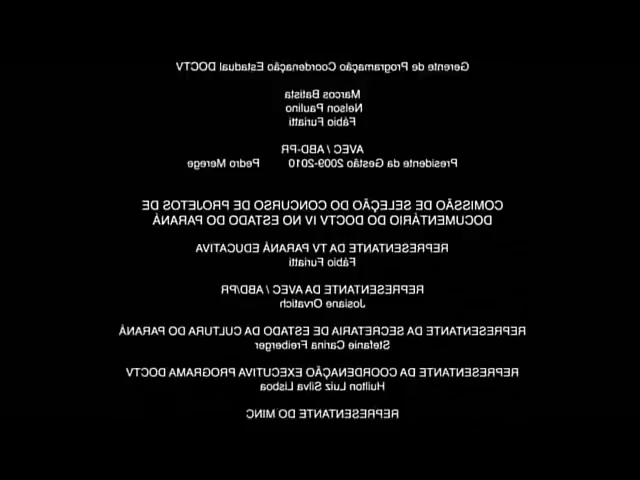 Gerente de Programação Coordenação Estadual DOCTV
Marcos Batista
Nelson Paulino
Fábio Furiatti
AVEC / ABD-PR
Presidente da Gestão 2009-2010 Pedro Merege
COMISSÃO DE SELEÇÃO DO CONCURSO DE PROJETOS DE
DOCUMENTÁRIO DO DOCTV IV NO ESTADO DO PARANÁ
REPRESENTANTE DA TV PARANÁ EDUCATIVA
Fábio Furiatti
REPRESENTANTE DA AVEC / ABD/PR
Josiane Orvatich
REPRESENTANTE DA SECRETARIA DE ESTADO DA CULTURA DO PARANÁ
Stefanie Carina Freiberger
REPRESENTANTE DA COORDENAÇÃO EXECUTIVA PROGRAMA DOCTV
Huilton Luiz Silva Lisboa
REPRESENTANTE DO MINC